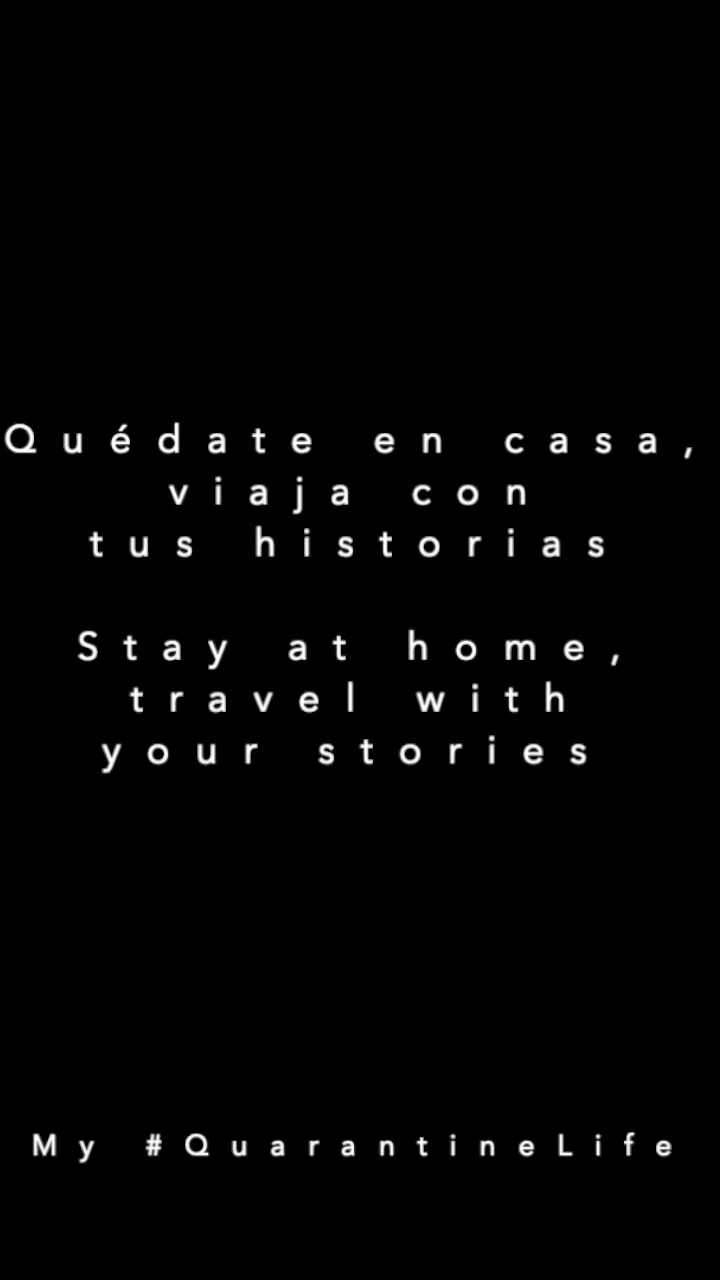 Quédate en casa,
viaja con
tus historias
Stay at home,
travel with
your stories
My #QuarantineLife